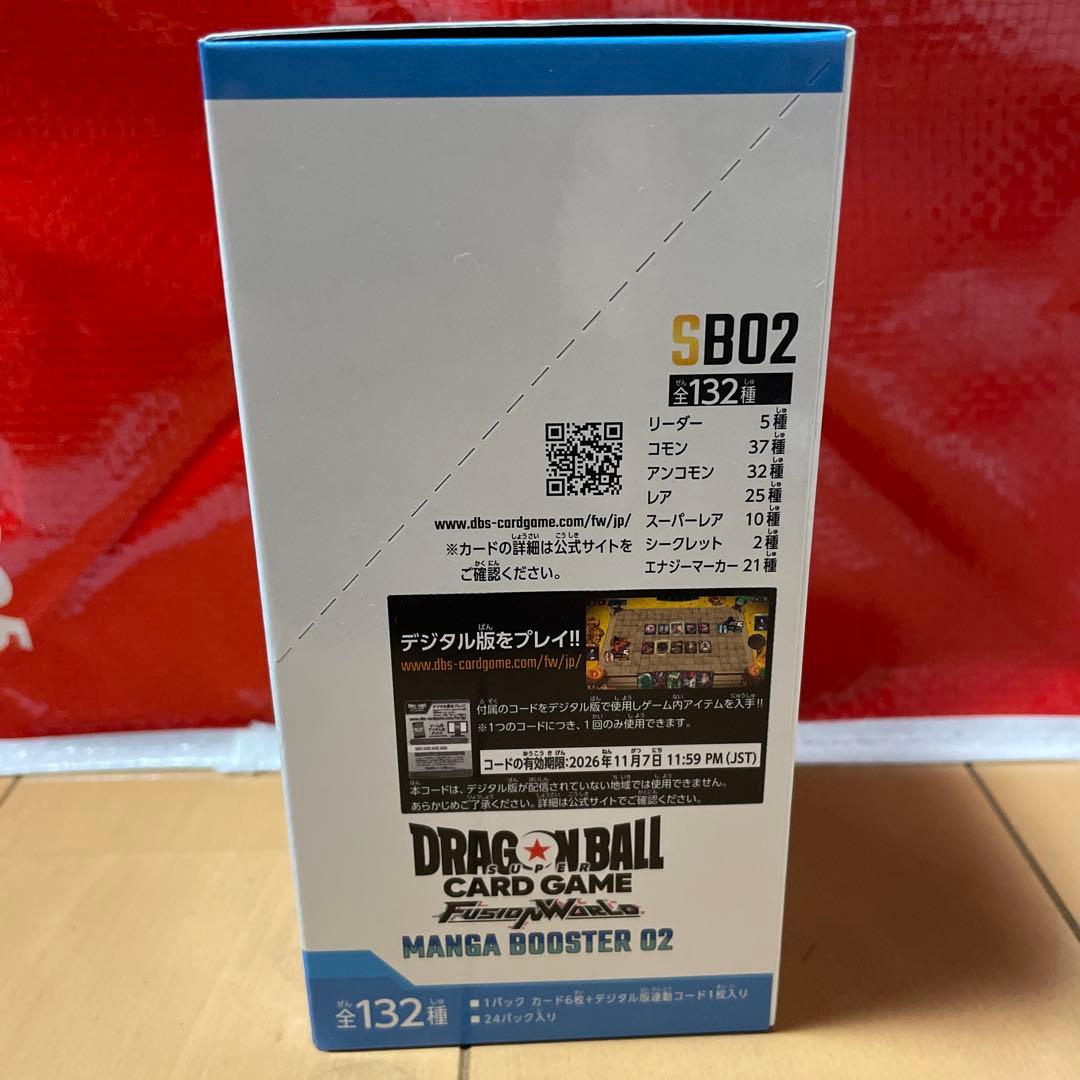 SB02
全132種
リーダー 5種
コモン 37種
アンコモン 32種
レア 25種
スーパーレア 10種
シークレット 2種
エナジーマーカー 21種
www.dbs-cardgame.com/fw/jp/
※カードの詳細は公式サイトを
ご確認ください。
デジタル版をプレイ!!
www.dbs-cardgame.com/fw/jp/
付属のコードをデジタル版で使用しゲーム内アイテムを入手!!
※1つのコードにつき、1回のみ使用できます。
コードの有効期限:2026年11月7日 11:59 PM (JST)
本コードは、デジタル版が配信されていない地域では使用できません。
あらかじめご了承ください。詳細は公式サイトでご確認ください。
DRAGON BALL
SUPER
CARD GAME
FUSION WORLD
MANGA BOOSTER 02
全132種
■1パック カード6枚+デジタル版連動コード1枚入り
■24パック入り